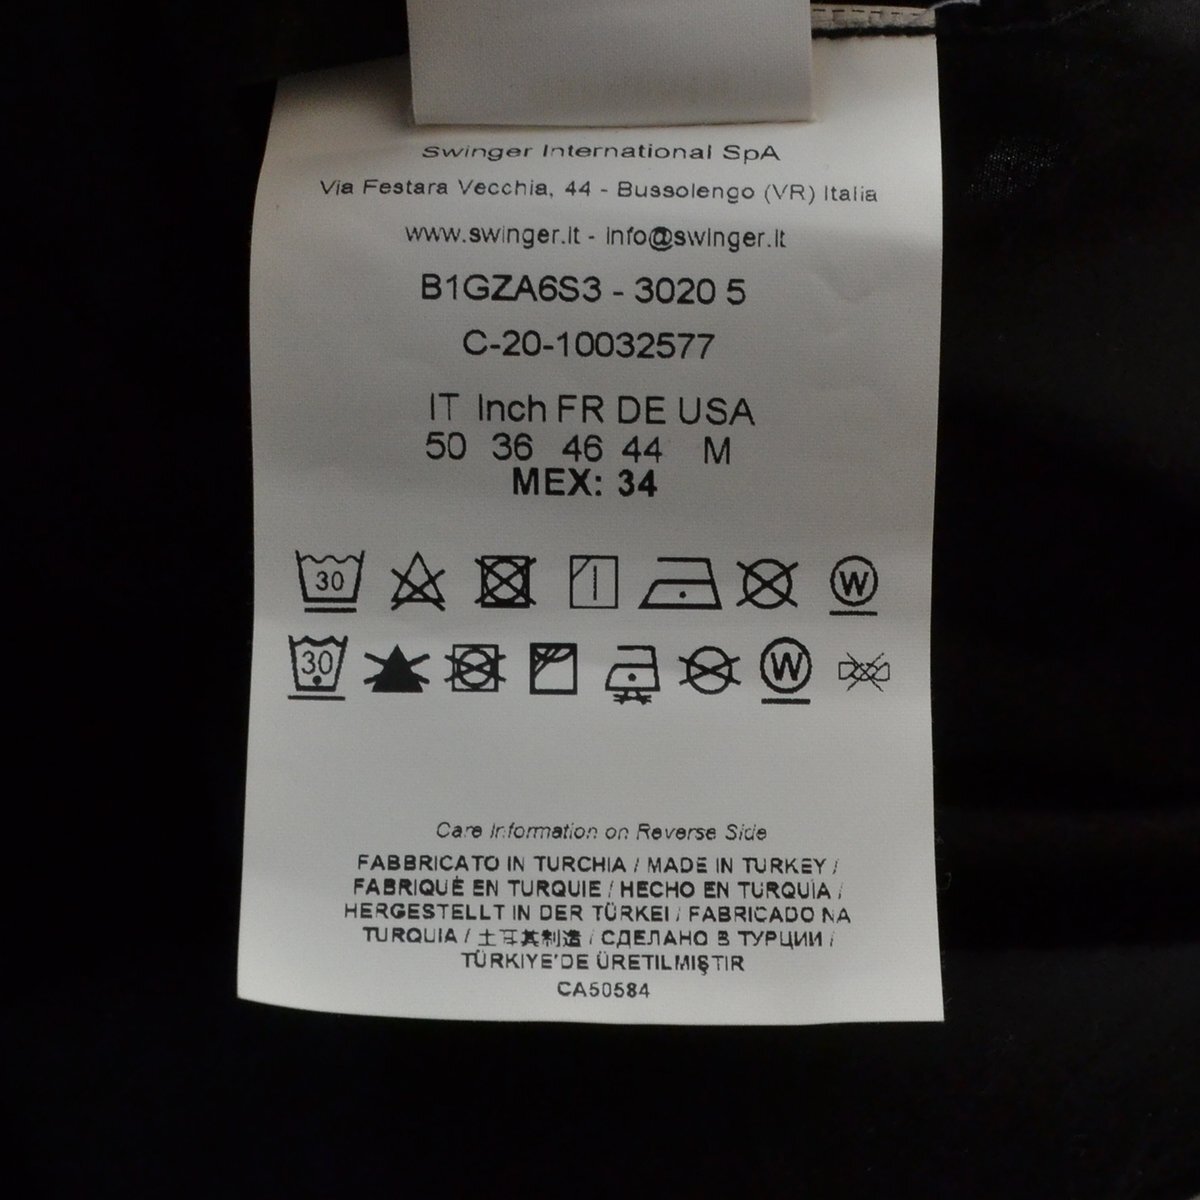 Swinger International SpA
Via Festara Vecchia, 44 - Bussolengo (VR) Italia
www.swinger.it - info@swinger.it
B1GZA6S3 - 3020 5
C-20-10032577
IT Inch FR DE USA
50 36 46 44 M
MEX: 34
30 W
30 W
Care Information on Reverse Side
FABBRICATO IN TURCHIA / MADE IN TURKEY /
FABRIQUÉ EN TURQUIE / HECHO EN TURQUÍA /
HERGESTELLT IN DER TÜRKEI / FABRICADO NA
TURQUIA / 土耳其制造 / СДЕЛАНО В ТУРЦИИ /
TÜRKIYE'DE ÜRETILMIŞTIR
CA50584